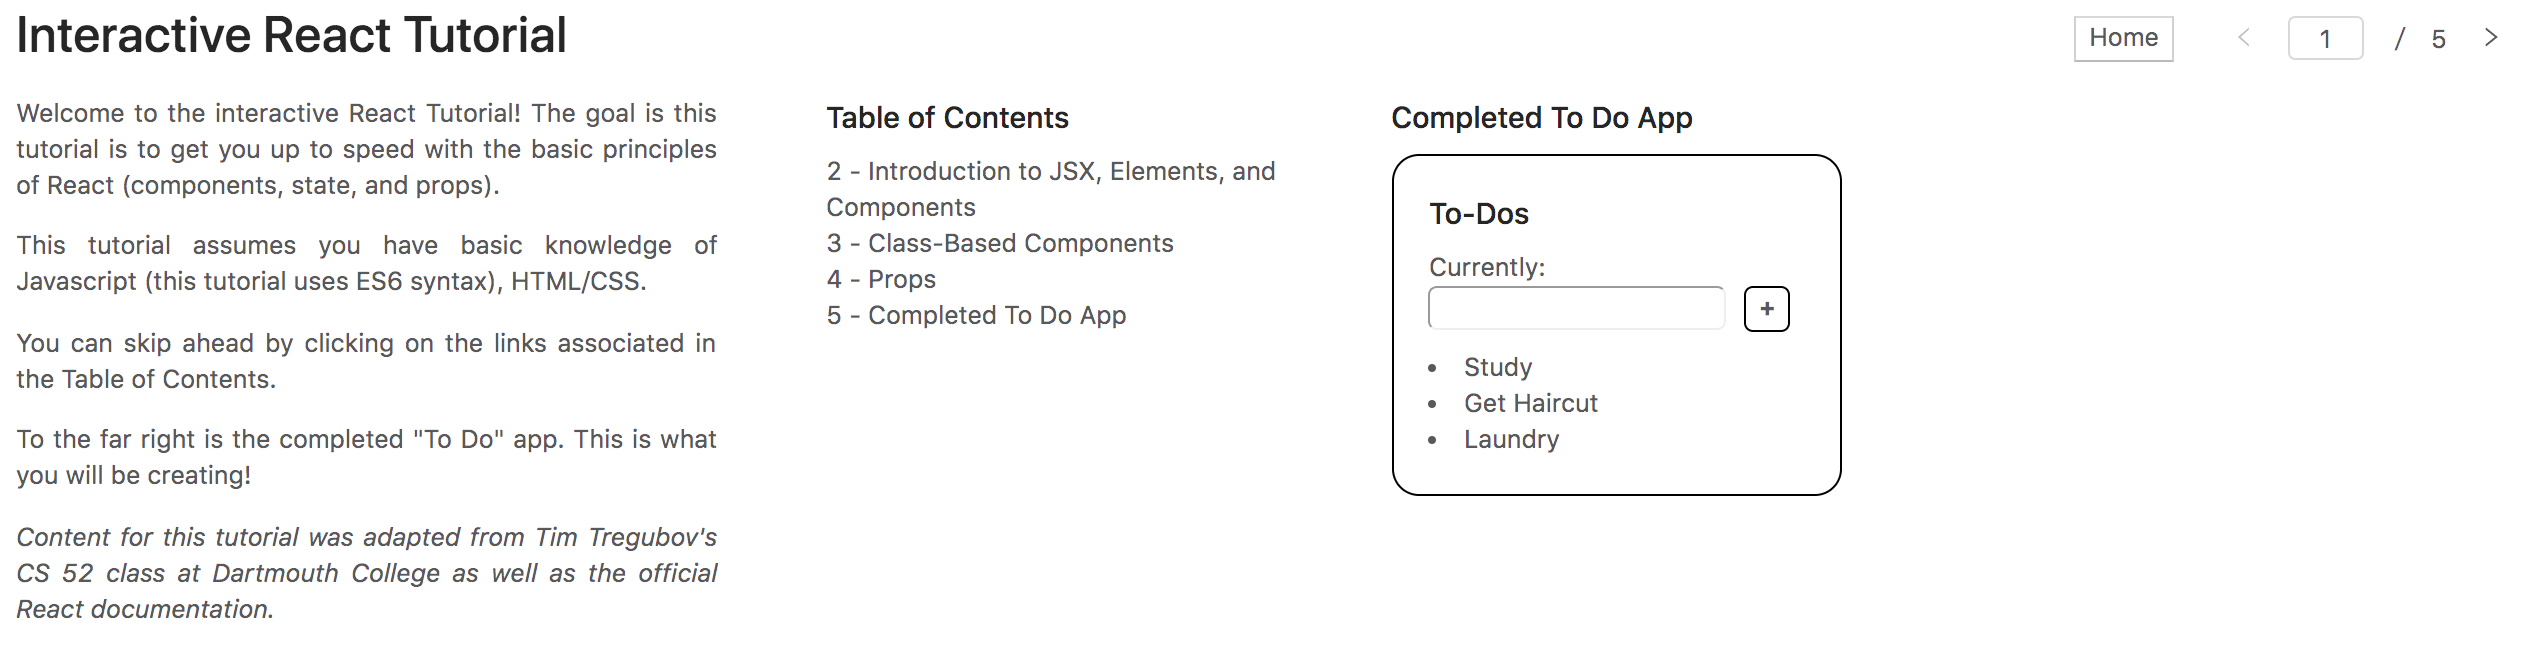 Interactive React Tutorial
Home < 1 / 5 >
Welcome to the interactive React Tutorial! The goal is this
tutorial is to get you up to speed with the basic principles
of React (components, state, and props).
This tutorial assumes you have basic knowledge of
Javascript (this tutorial uses ES6 syntax), HTML/CSS.
You can skip ahead by clicking on the links associated in
the Table of Contents.
To the far right is the completed "To Do" app. This is what
you will be creating!
Content for this tutorial was adapted from Tim Tregubov's
CS 52 class at Dartmouth College as well as the official
React documentation.
Table of Contents
2 - Introduction to JSX, Elements, and
Components
3 - Class-Based Components
4 - Props
5 - Completed To Do App
Completed To Do App
To-Dos
Currently:
+
• Study
• Get Haircut
• Laundry